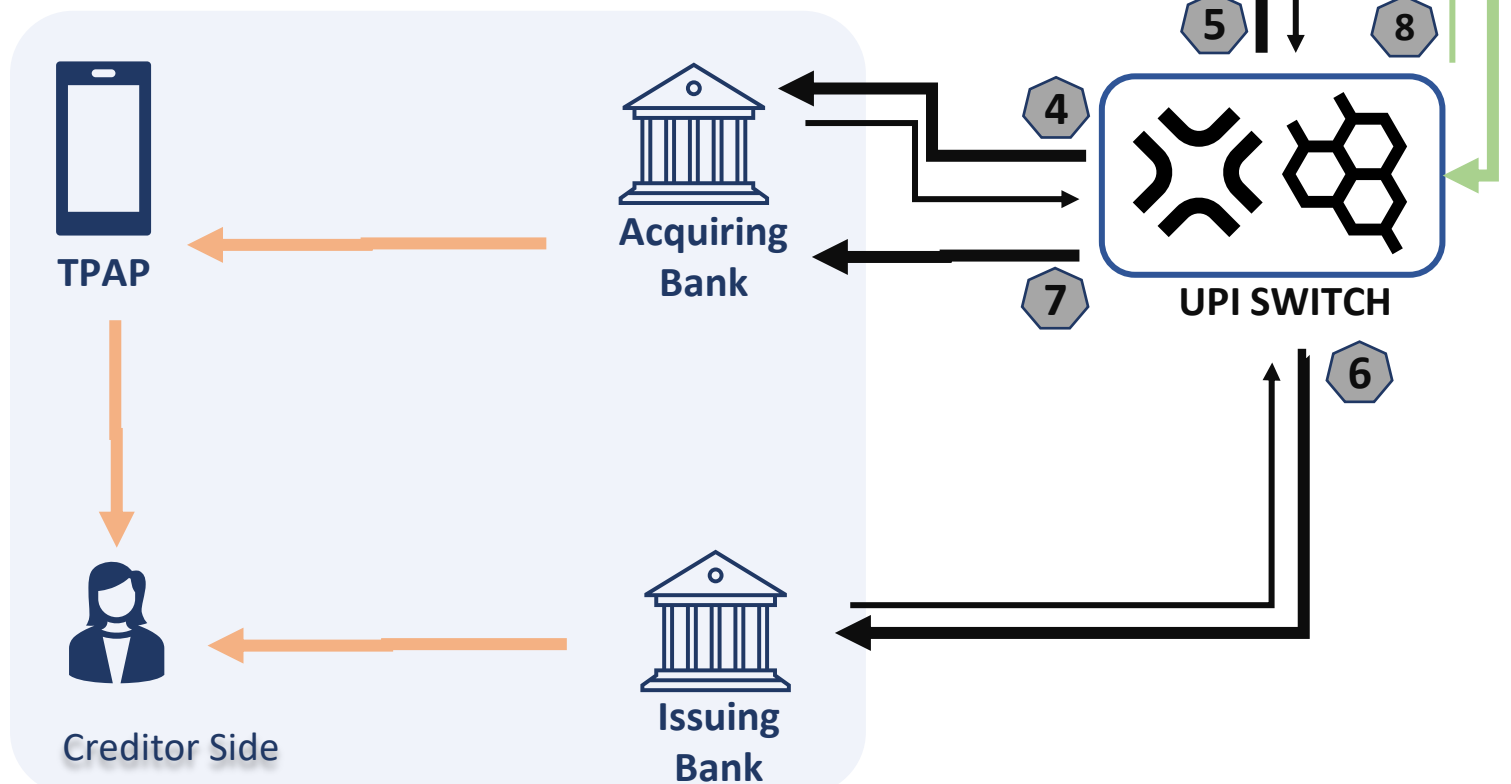 5
8
4
Acquiring
Bank
TPAP
7
UPI SWITCH
6
Issuing
Bank
Creditor Side